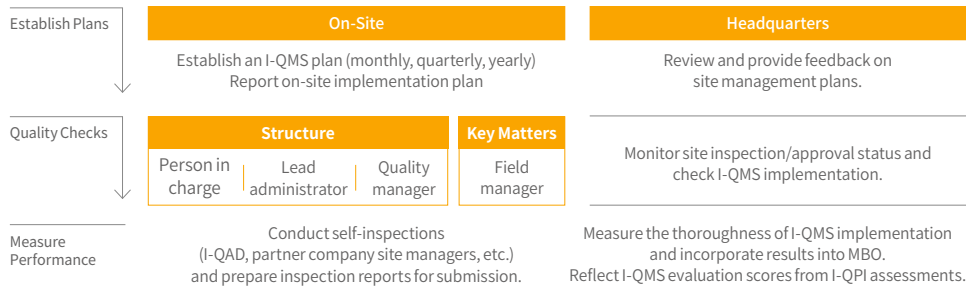 Establish Plans
On-Site
Headquarters
Establish an I-QMS plan (monthly, quarterly, yearly)
Report on-site implementation plan
Review and provide feedback on
site management plans.
Quality Checks
Structure
Key Matters
Person in
charge
Lead
administrator
Quality
manager
Field
manager
Monitor site inspection/approval status and
check I-QMS implementation.
Measure
Performance
Conduct self-inspections
(I-QAD, partner company site managers, etc.)
and prepare inspection reports for submission.
Measure the thoroughness of I-QMS implementation
and incorporate results into MBO.
Reflect I-QMS evaluation scores from I-QPI assessments.